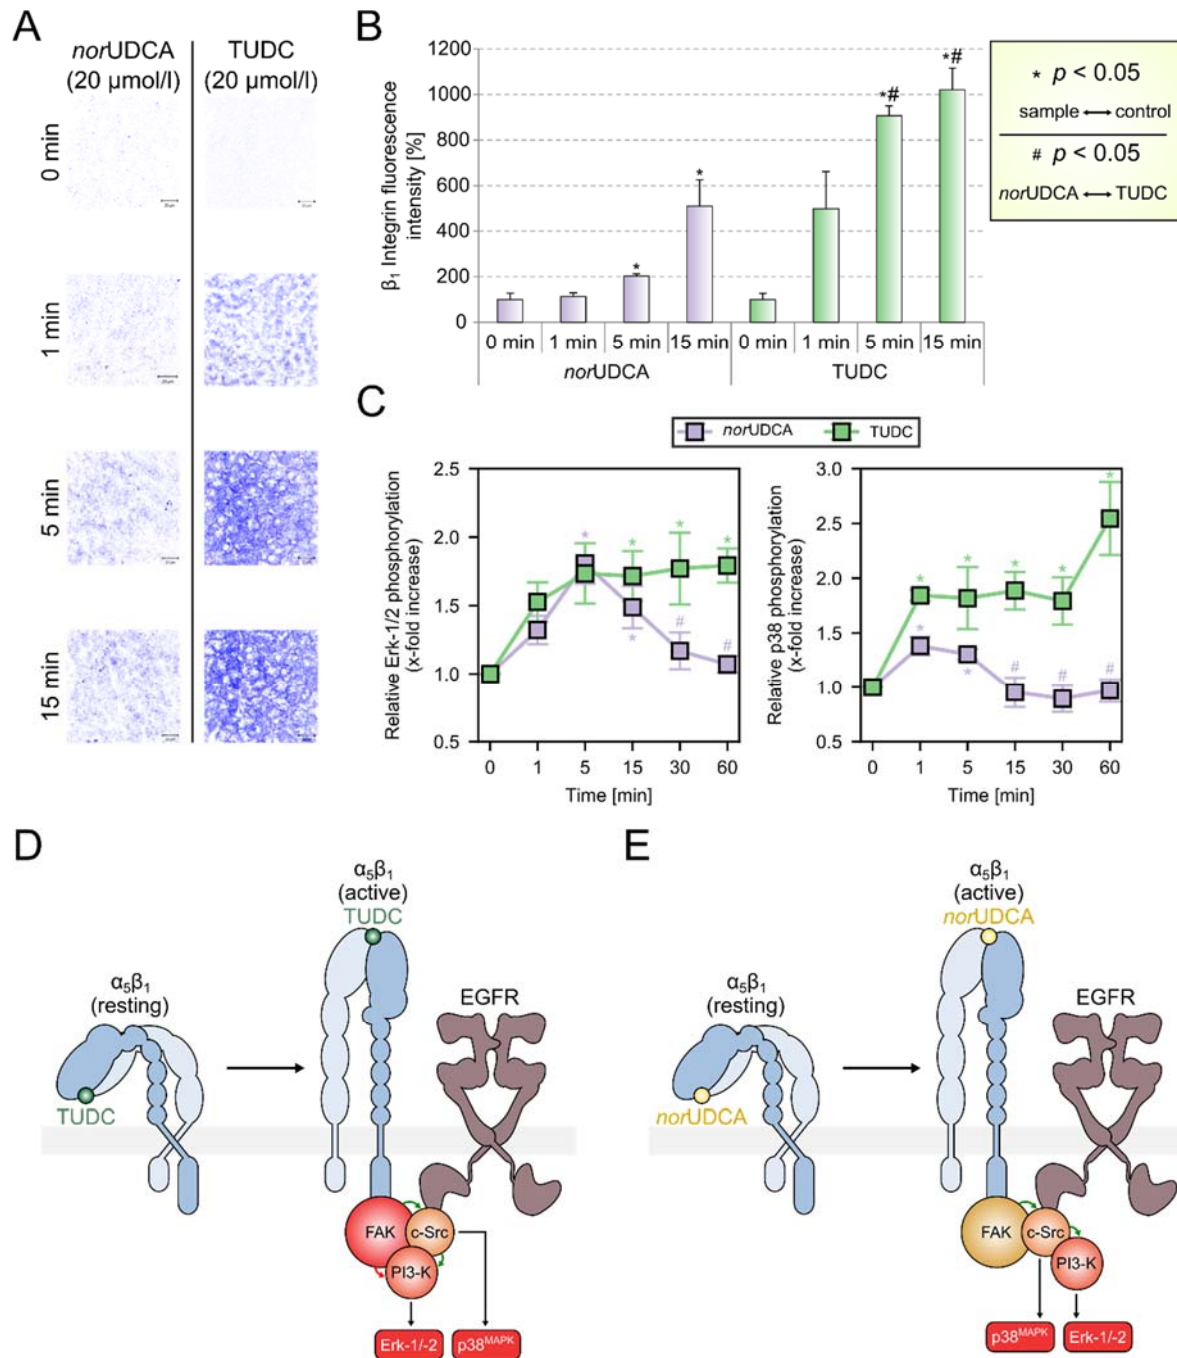 A
norUDCA
(20 µmol/l)
TUDC
(20 µmol/l)
0 min
1 min
5 min
15 min
B
β₁ Integrin fluorescence
intensity [%]
1200
1000
800
600
400
200
0
*
*
*#
*#
0 min
1 min
5 min
15 min
0 min
1 min
5 min
15 min
norUDCA
TUDC
* p < 0.05
sample ↔ control
# p < 0.05
norUDCA ↔ TUDC
C
norUDCA
TUDC
Relative Erk-1/2 phosphorylation
(x-fold increase)
2.5
2.0
1.5
1.0
0.5
* * * *
*
# #
0 1 5 15 30 60
Time [min]
Relative p38 phosphorylation
(x-fold increase)
3.0
2.5
2.0
1.5
1.0
0.5
* * * * *
* *
# # #
0 1 5 15 30 60
Time [min]
D
α₅β₁
(resting)
TUDC
α₅β₁
(active)
TUDC
EGFR
FAK
c-Src
PI3-K
Erk-1/-2
p38ᴹᴬᴾᴷ
E
α₅β₁
(resting)
norUDCA
α₅β₁
(active)
norUDCA
EGFR
FAK
c-Src
PI3-K
p38ᴹᴬᴾᴷ
Erk-1/-2